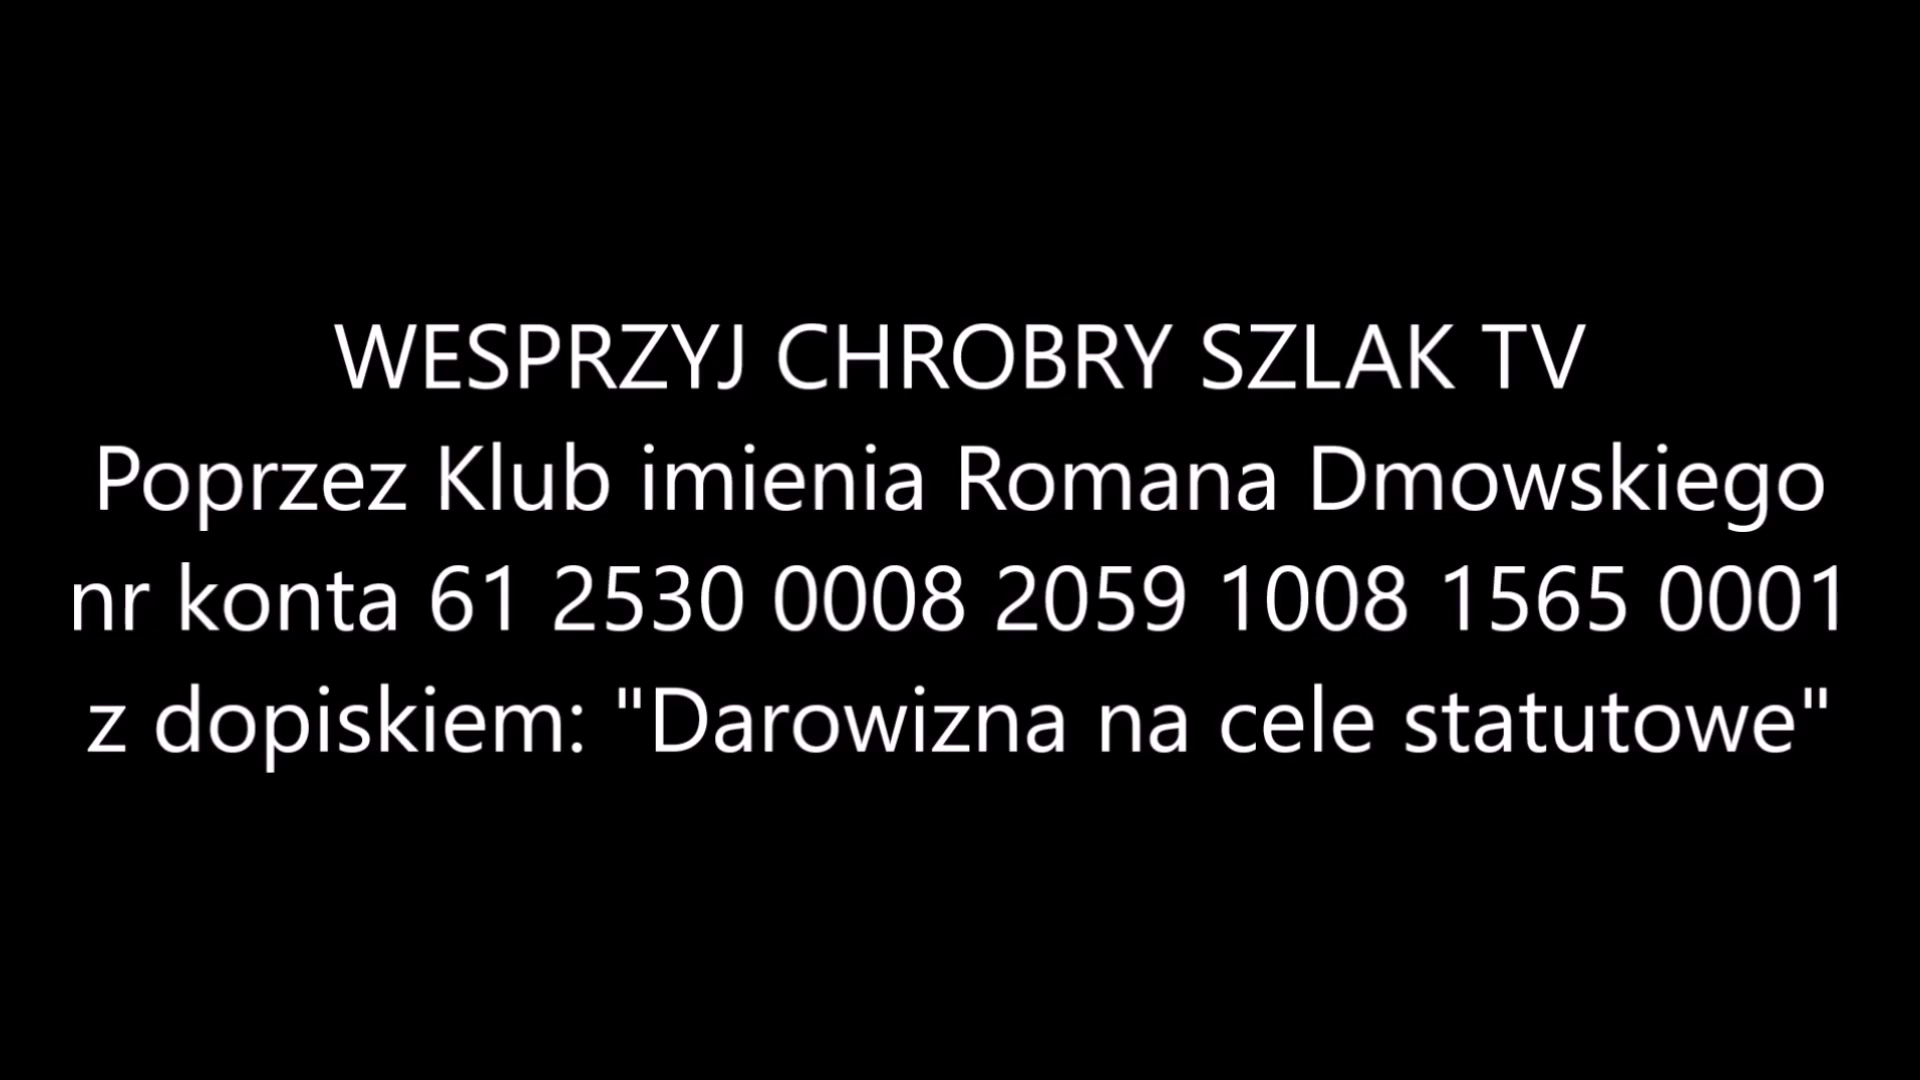 WESPRZYJ CHROBRY SZLAK TV
Poprzez Klub imienia Romana Dmowskiego
nr konta 61 2530 0008 2059 1008 1565 0001
z dopiskiem: "Darowizna na cele statutowe"